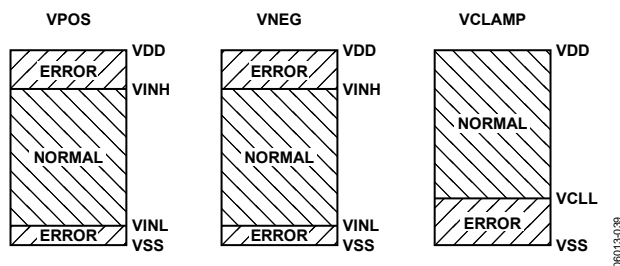 VPOS
VNEG
VCLAMP
VDD
ERROR
VINH
NORMAL
VINL
ERROR
VSS
VDD
ERROR
VINH
NORMAL
VINL
ERROR
VSS
VDD
NORMAL
VCLL
ERROR
VSS
06013-039